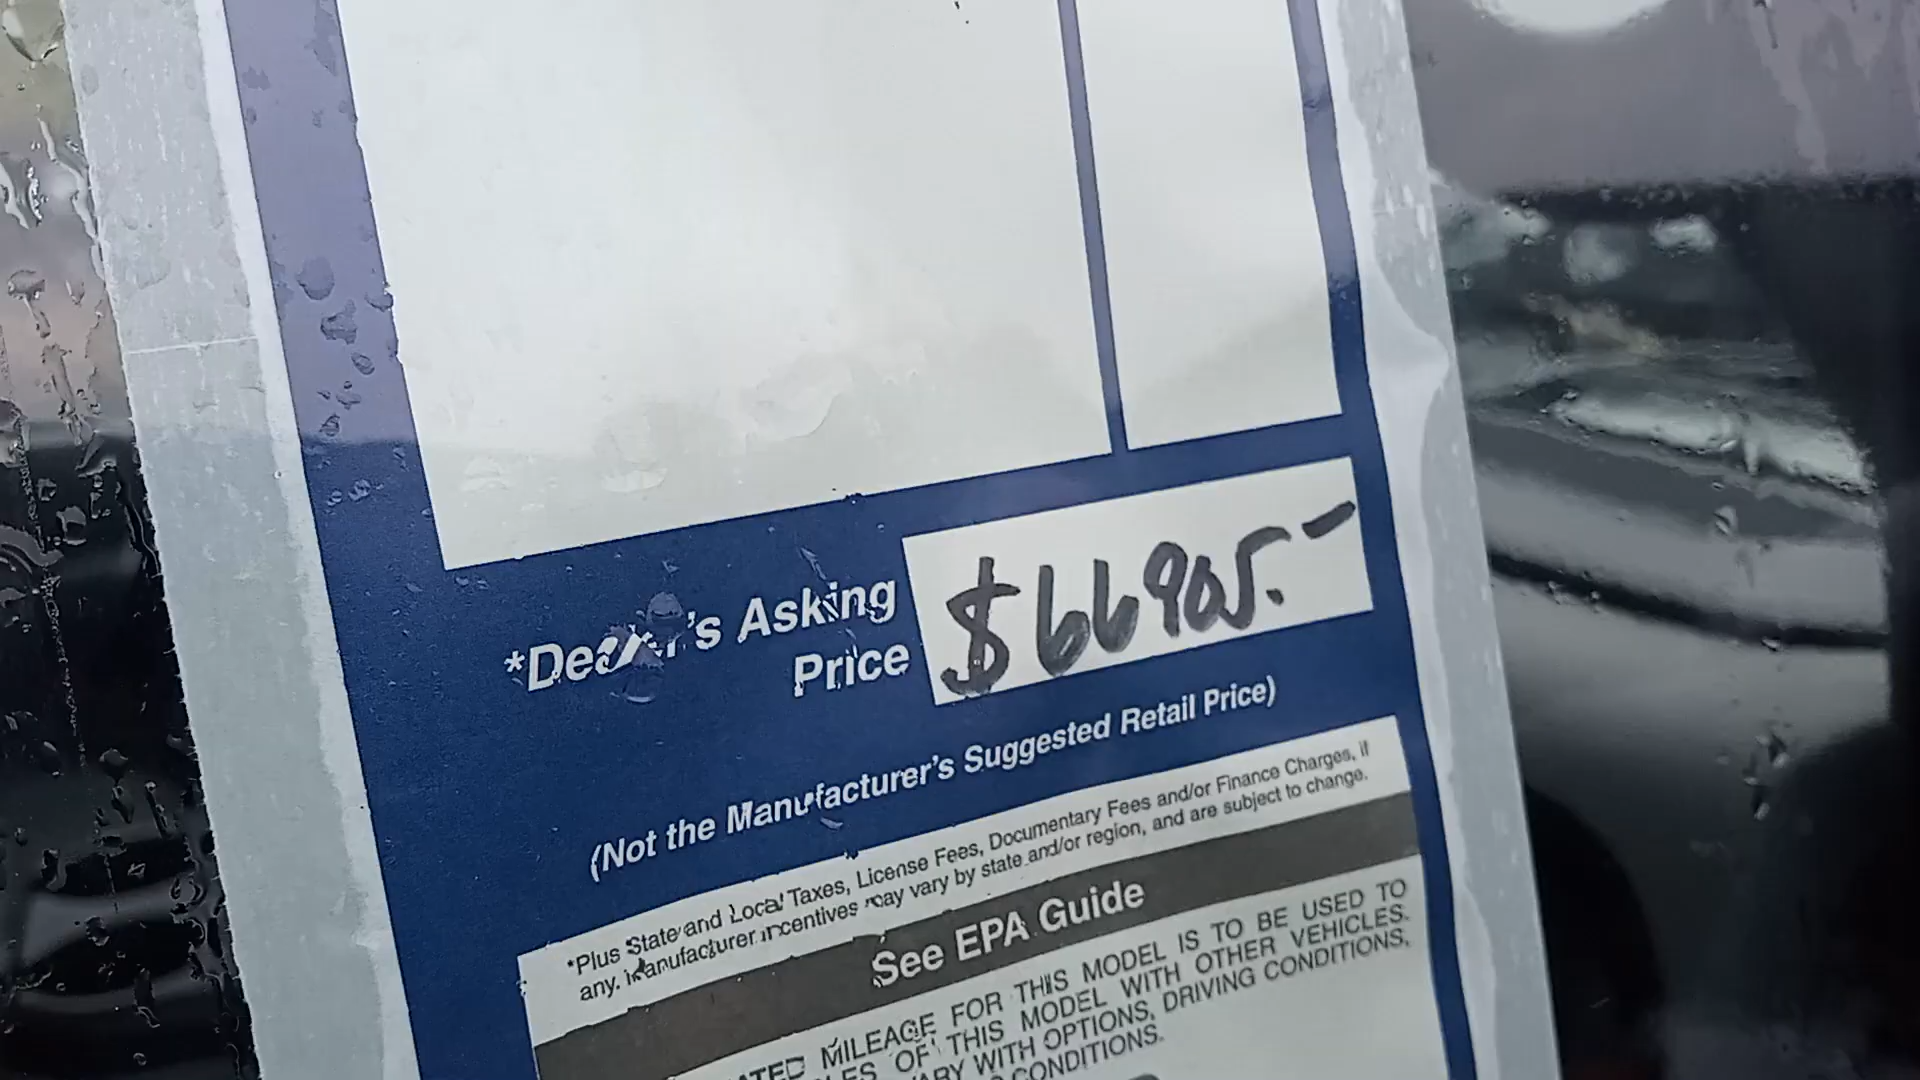 *Dealer's Asking
Price
$66905.-
(Not the Manufacturer's Suggested Retail Price)
*Plus State and Local Taxes, License Fees, Documentary Fees and/or Finance Charges, if
any. Manufacturer incentives may vary by state and/or region, and are subject to change.
See EPA Guide
MILEAGE FOR THIS MODEL IS TO BE USED TO
OF THIS MODEL WITH OTHER VEHICLES.
VARY WITH OPTIONS, DRIVING CONDITIONS,
CONDITIONS.